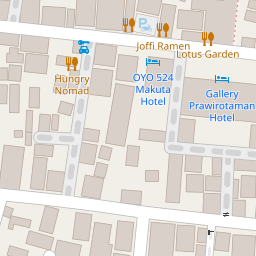 Joffi Ramen
Lotus Garden
Hungry
Nomad
OYO 524
Makuta
Hotel
Gallery
Prawirotaman
Hotel